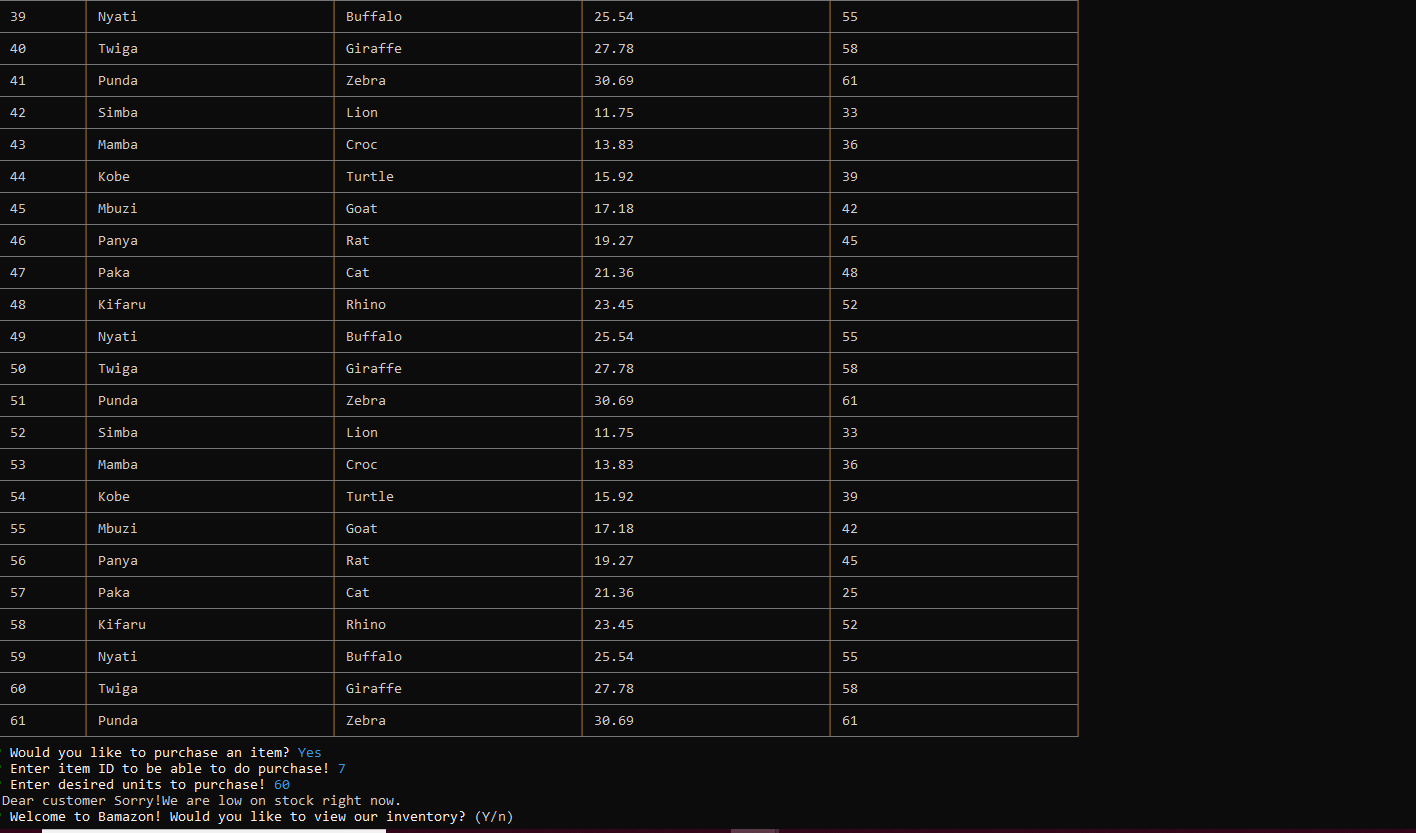 39 Nyati Buffalo 25.54 55
40 Twiga Giraffe 27.78 58
41 Punda Zebra 30.69 61
42 Simba Lion 11.75 33
43 Mamba Croc 13.83 36
44 Kobe Turtle 15.92 39
45 Mbuzi Goat 17.18 42
46 Panya Rat 19.27 45
47 Paka Cat 21.36 48
48 Kifaru Rhino 23.45 52
49 Nyati Buffalo 25.54 55
50 Twiga Giraffe 27.78 58
51 Punda Zebra 30.69 61
52 Simba Lion 11.75 33
53 Mamba Croc 13.83 36
54 Kobe Turtle 15.92 39
55 Mbuzi Goat 17.18 42
56 Panya Rat 19.27 45
57 Paka Cat 21.36 25
58 Kifaru Rhino 23.45 52
59 Nyati Buffalo 25.54 55
60 Twiga Giraffe 27.78 58
61 Punda Zebra 30.69 61
Would you like to purchase an item? Yes
Enter item ID to be able to do purchase! 7
Enter desired units to purchase! 60
Dear customer Sorry!We are low on stock right now.
Welcome to Bamazon! Would you like to view our inventory? (Y/n)